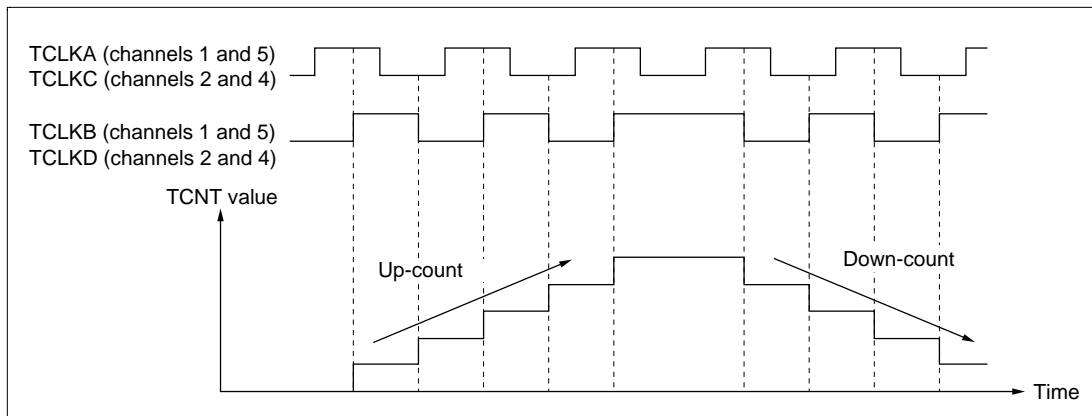 TCLKA (channels 1 and 5)
TCLKC (channels 2 and 4)
TCLKB (channels 1 and 5)
TCLKD (channels 2 and 4)
TCNT value
Up-count
Down-count
Time